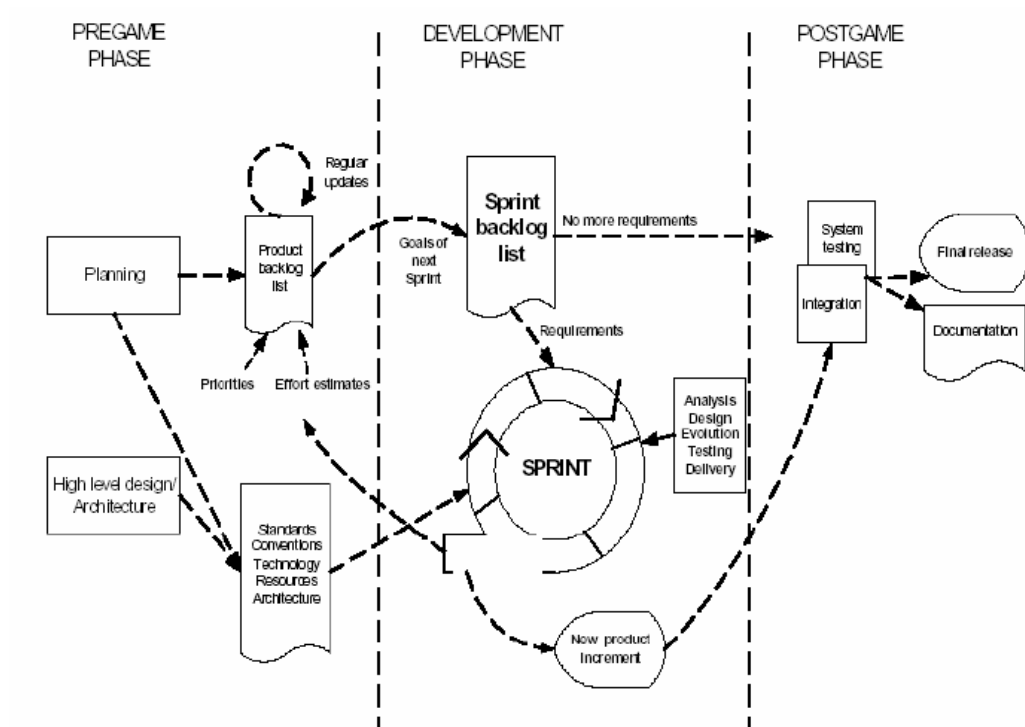 PREGAME
PHASE
DEVELOPMENT
PHASE
POSTGAME
PHASE
Regular
updates
Planning
Product
backlog
list
Goals of
next
Sprint
Sprint
backlog
list
No more requirements
System
testing
Integration
Final release
Documentation
Priorities
Effort estimates
Requirements
High level design/
Architecture
Standards
Conventions
Technology
Resources
Architecture
SPRINT
Analysis
Design
Evolution
Testing
Delivery
New product
increment